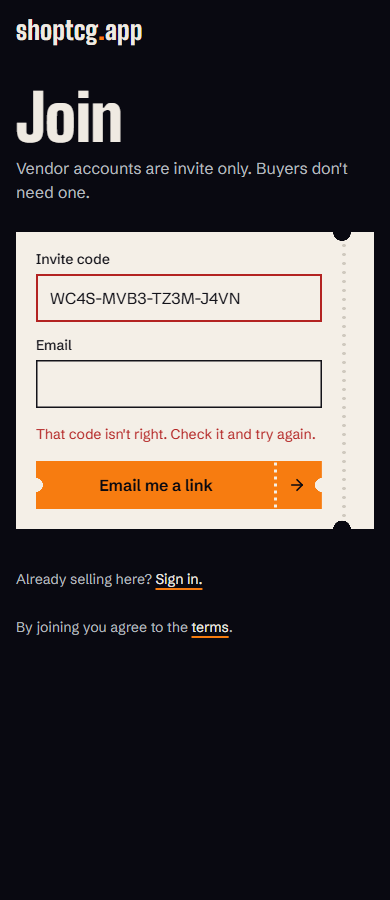 shoptcg.app
Join
Vendor accounts are invite only. Buyers don't
need one.
Invite code
WC4S-MVB3-TZ3M-J4VN
Email
That code isn't right. Check it and try again.
Email me a link →
Already selling here? Sign in.
By joining you agree to the terms.